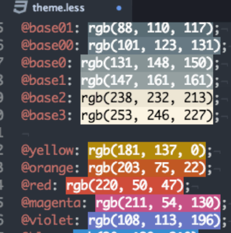 theme.less
@base01: rgb(88, 110, 117);
@base00: rgb(101, 123, 131);
@base0: rgb(131, 148, 150);
@base1: rgb(147, 161, 161);
@base2: rgb(238, 232, 213);
@base3: rgb(253, 246, 227);
@yellow: rgb(181, 137, 0);
@orange: rgb(203, 75, 22);
@red: rgb(220, 50, 47);
@magenta: rgb(211, 54, 130);
@violet: rgb(108, 113, 196);